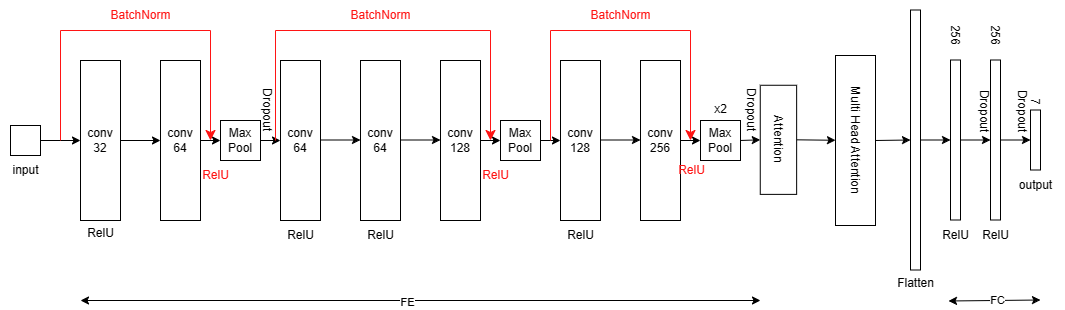 BatchNorm
BatchNorm
BatchNorm
input
conv
32
RelU
conv
64
RelU
Max
Pool
Dropout
conv
64
RelU
conv
64
RelU
conv
128
RelU
Max
Pool
conv
128
RelU
conv
256
RelU
x2
Max
Pool
Dropout
Attention
Multi Head Attention
Flatten
256
RelU
Dropout
256
RelU
Dropout
7
output
FE
FC